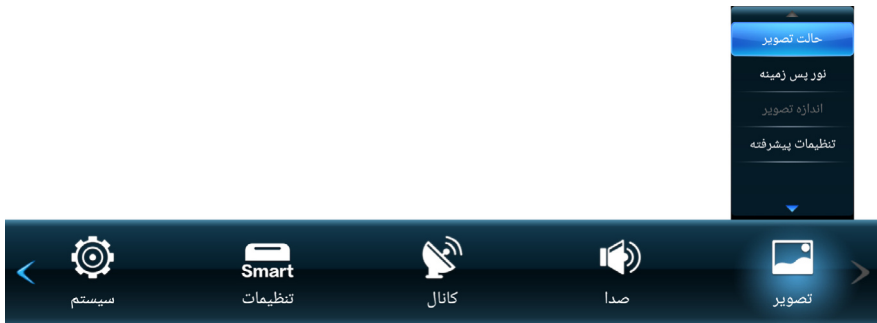 حالت تصویر
نور پس زمینه
اندازه تصویر
تنظیمات پیشرفته
تصویر
صدا
کانال
Smart
تنظیمات
سیستم